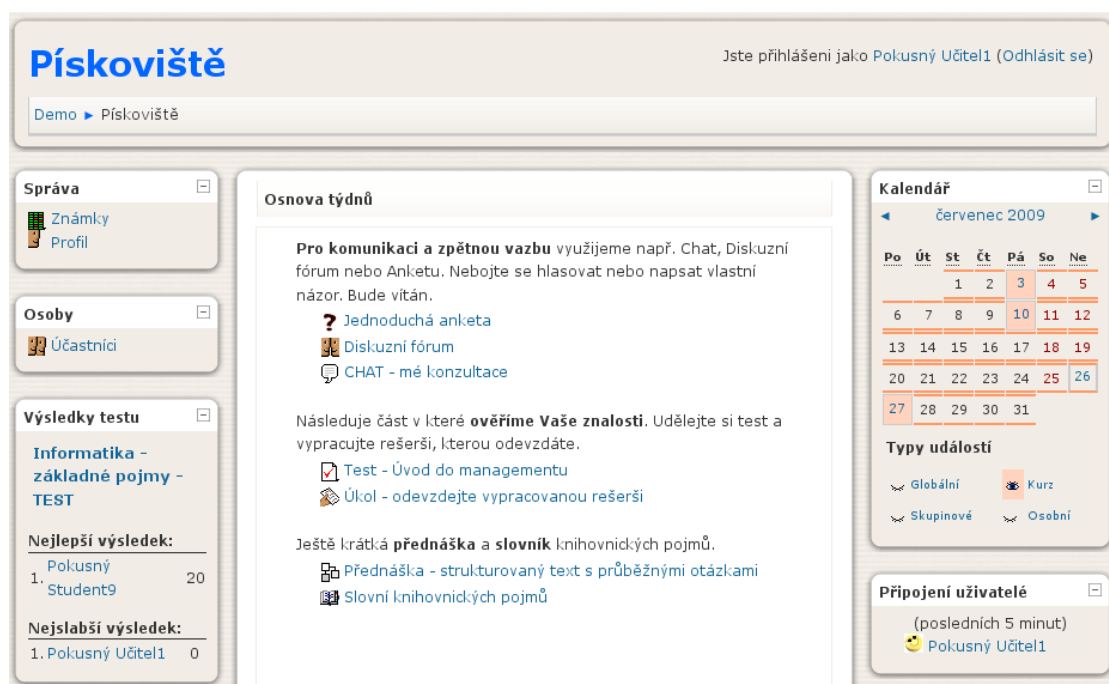 Pískoviště
Jste přihlášeni jako Pokusný Učitel1 (Odhlásit se)
Demo ► Pískoviště
Správa
Známky
Profil
Osoby
Účastníci
Výsledky testu
Informatika -
základné pojmy -
TEST
Nejlepší výsledek:
1. Pokusný
Student9 20
Nejslabší výsledek:
1. Pokusný Učitel1 0
Osnova týdnů
Pro komunikaci a zpětnou vazbu využijeme např. Chat, Diskuzní
fórum nebo Anketu. Nebojte se hlasovat nebo napsat vlastní
názor. Bude vítán.
Jednoduchá anketa
Diskuzní fórum
CHAT - mé konzultace
Následuje část v které ověříme Vaše znalosti. Udělejte si test a
vypracujte rešerši, kterou odevzdáte.
Test - Úvod do managementu
Úkol - odevzdejte vypracovanou rešerši
Ještě krátká přednáška a slovník knihovnických pojmů.
Přednáška - strukturovaný text s průběžnými otázkami
Slovní knihovnických pojmů
Kalendář
◄ červenec 2009 ►
Po Út St Čt Pá So Ne
1 2 3 4 5
6 7 8 9 10 11 12
13 14 15 16 17 18 19
20 21 22 23 24 25 26
27 28 29 30 31
Typy událostí
Globální Kurz
Skupinové Osobní
Připojení uživatelé
(posledních 5 minut)
Pokusný Učitel1